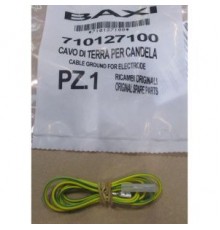 BAXI
710127100
CAVO DI TERRA PER CANDELA
CABLE GROUND FOR ELECTRODE
PZ.1
RICAMBI ORIGINALI
ORIGINAL SPARE PARTS